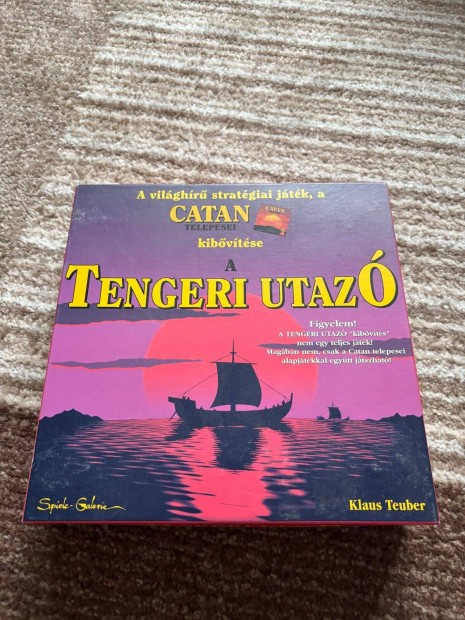 A világhírű stratégiai játék, a
CATAN
CATAN
TELEPESEI
kibővítése
A
TENGERI UTAZÓ
Figyelem!
A TENGERI UTAZÓ "kibővítés"
nem egy teljes játék!
Magában nem, csak a Catan telepesei
alapjátékkal együtt játszható!
Spiele-Galerie
Klaus Teuber